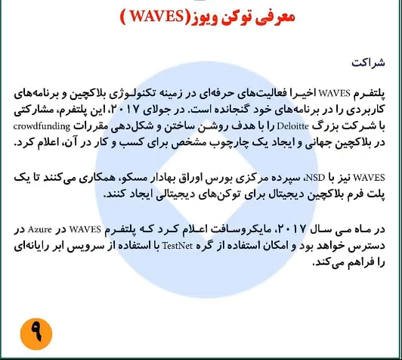 معرفی توکن ویوز(WAVES )
شراکت
پلتفرم WAVES اخیرا فعالیت‌های حرفه‌ای در زمینه تکنولوژی بلاکچین و برنامه‌های
کاربردی را در برنامه‌های خود گنجانده است. در جولای ۲۰۱۷، این پلتفرم، مشارکتی
با شرکت بزرگ Deloitte را با هدف روشن ساختن و شکل‌دهی مقررات crowdfunding
در بلاکچین جهانی و ایجاد یک چارچوب مشخص برای کسب و کار در آن، اعلام کرد.
WAVES نیز با NSD، سپرده مرکزی بورس اوراق بهادار مسکو، همکاری می‌کنند تا یک
پلت فرم بلاکچین دیجیتال برای توکن‌های دیجیتالی ایجاد کنند.
در ماه می سال ۲۰۱۷، مایکروسافت اعلام کرد که پلتفرم WAVES در Azure در
دسترس خواهد بود و امکان استفاده از گره TestNet با استفاده از سرویس ابر رایانه‌ای
را فراهم می‌کند.
۹